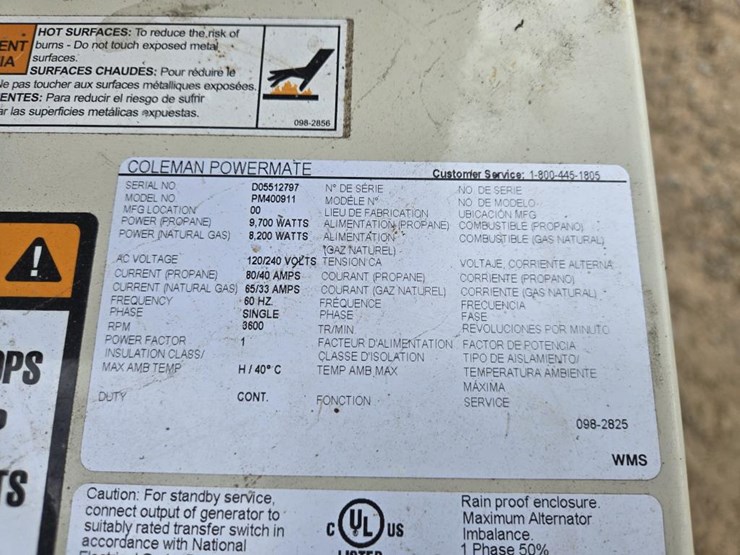 HOT SURFACES: To reduce the risk of
burns - Do not touch exposed metal
surfaces.
ENT
IA
SURFACES CHAUDES: Pour réduire le
Ne pas toucher aux surfaces métalliques exposées.
ENTES: Para reducir el riesgo de sufrir
ar las superficies metálicas expuestas.
098-2856
COLEMAN POWERMATE Customer Service: 1-800-445-1805
SERIAL NO D05512797 N° DE SÉRIE NO. DE SERIE
MODEL NO PM400911 MODÈLE N° NO. DE MODELO
MFG LOCATION 00 LIEU DE FABRICATION UBICACIÓN MFG
POWER (PROPANE) 9,700 WATTS ALIMENTATION (PROPANE) COMBUSTIBLE (PROPANO)
POWER (NATURAL GAS) 8,200 WATTS ALIMENTATION COMBUSTIBLE (GAS NATURAL)
(GAZ NATUREL)
AC VOLTAGE 120/240 VOLTS TENSION CA VOLTAJE, CORRIENTE ALTERNA
CURRENT (PROPANE) 80/40 AMPS COURANT (PROPANE) CORRIENTE (PROPANO)
CURRENT (NATURAL GAS) 65/33 AMPS COURANT (GAZ NATUREL) CORRIENTE (GAS NATURAL)
FREQUENCY 60 HZ. FRÉQUENCE FRECUENCIA
PHASE SINGLE PHASE FASE
RPM 3600 TR/MIN. REVOLUCIONES POR MINUTO
POWER FACTOR 1 FACTEUR D'ALIMENTATION FACTOR DE POTENCIA
INSULATION CLASS/ CLASSE D'ISOLATION TIPO DE AISLAMIENTO/
MAX AMB TEMP H / 40° C TEMP AMB MAX TEMPERATURA AMBIENTE
MÁXIMA
DUTY CONT. FONCTION SERVICE
098-2825
WMS
OPS
P
TS
Caution: For standby service,
connect output of generator to
suitably rated transfer switch in
accordance with National
C UL US
LISTED
Rain proof enclosure.
Maximum Alternator
Imbalance.
1 Phase 50%